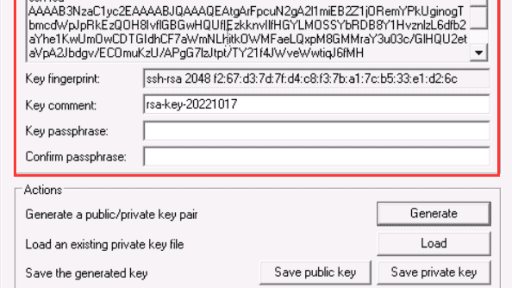 AAAAB3NzaC1yc2EAAAABJQAAAQEAtgArFpcuN2gA2I1miEB2Z1jORemYPkUginogT
aYhe1KwUmOwCDTGIdhCF7aWmNLhjtkOWMFaeLQxpM8GMMraY3u03c/GIHQU2et
aVpA2Jbdgv/ECOmuKzU/APgG7lzJtpt/TY21f4JWveWwtiqJ6fMH
Key fingerprint:
ssh-rsa 2048 f2:67:d3:7d:7f:d4:c8:f3:7b:a1:7c:b5:33:e1:d2:6c
Key comment:
rsa-key-20221017
Key passphrase:
Confirm passphrase:
Actions
Generate a public/private key pair
Generate
Load an existing private key file
Load
Save the generated key
Save public key
Save private key